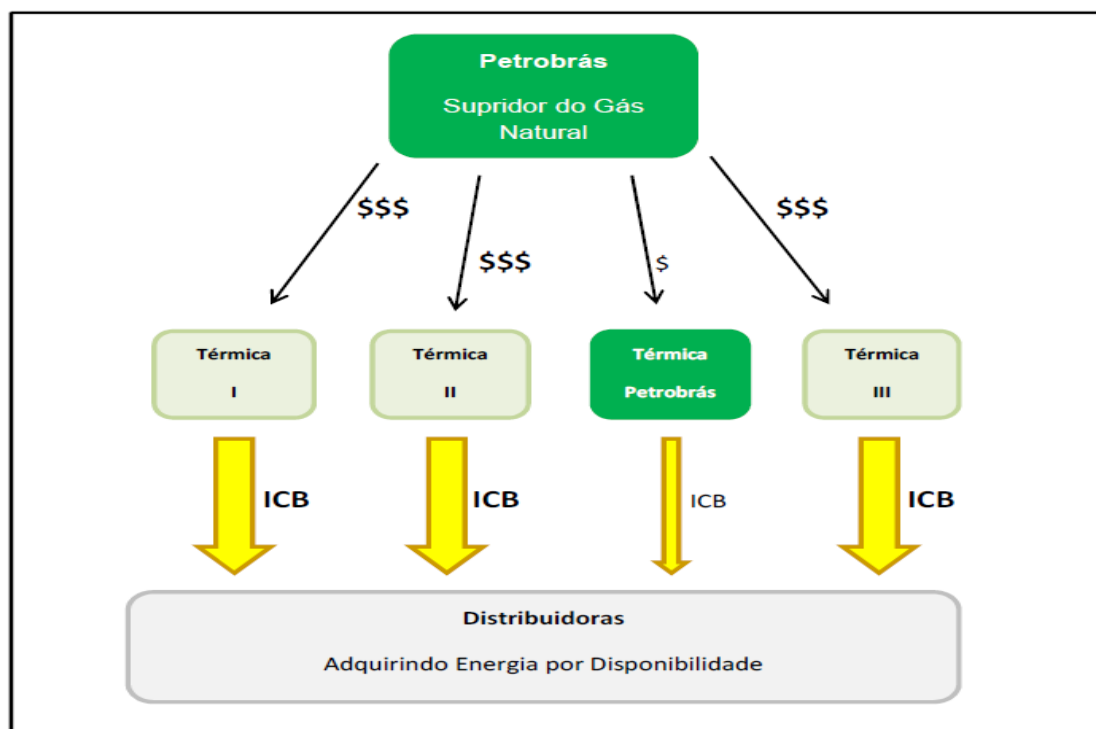 Petrobrás
Supridor do Gás
Natural
$$$
$$$
$
$$$
Térmica
I
Térmica
II
Térmica
Petrobrás
Térmica
III
ICB
ICB
ICB
ICB
Distribuidoras
Adquirindo Energia por Disponibilidade